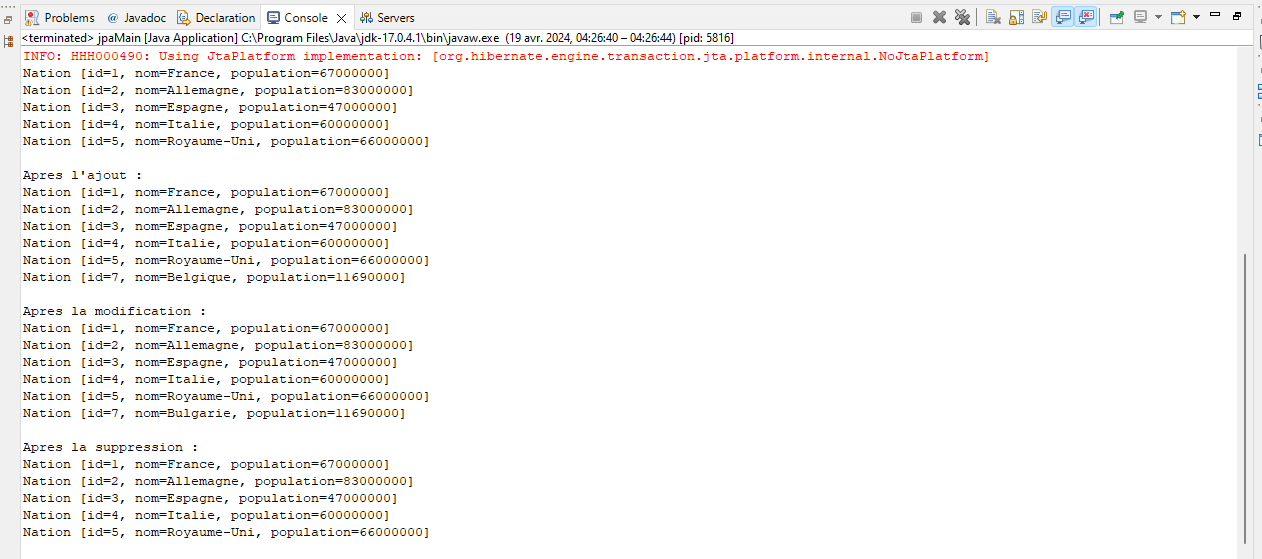 Problems @ Javadoc Declaration Console Servers
<terminated> jpaMain [Java Application] C:\Program Files\Java\jdk-17.0.4.1\bin\javaw.exe (19 avr. 2024, 04:26:40 – 04:26:44) [pid: 5816]
INFO: HHH000490: Using JtaPlatform implementation: [org.hibernate.engine.transaction.jta.platform.internal.NoJtaPlatform]
Nation [id=1, nom=France, population=67000000]
Nation [id=2, nom=Allemagne, population=83000000]
Nation [id=3, nom=Espagne, population=47000000]
Nation [id=4, nom=Italie, population=60000000]
Nation [id=5, nom=Royaume-Uni, population=66000000]
Apres l'ajout :
Nation [id=1, nom=France, population=67000000]
Nation [id=2, nom=Allemagne, population=83000000]
Nation [id=3, nom=Espagne, population=47000000]
Nation [id=4, nom=Italie, population=60000000]
Nation [id=5, nom=Royaume-Uni, population=66000000]
Nation [id=7, nom=Belgique, population=11690000]
Apres la modification :
Nation [id=1, nom=France, population=67000000]
Nation [id=2, nom=Allemagne, population=83000000]
Nation [id=3, nom=Espagne, population=47000000]
Nation [id=4, nom=Italie, population=60000000]
Nation [id=5, nom=Royaume-Uni, population=66000000]
Nation [id=7, nom=Bulgarie, population=11690000]
Apres la suppression :
Nation [id=1, nom=France, population=67000000]
Nation [id=2, nom=Allemagne, population=83000000]
Nation [id=3, nom=Espagne, population=47000000]
Nation [id=4, nom=Italie, population=60000000]
Nation [id=5, nom=Royaume-Uni, population=66000000]